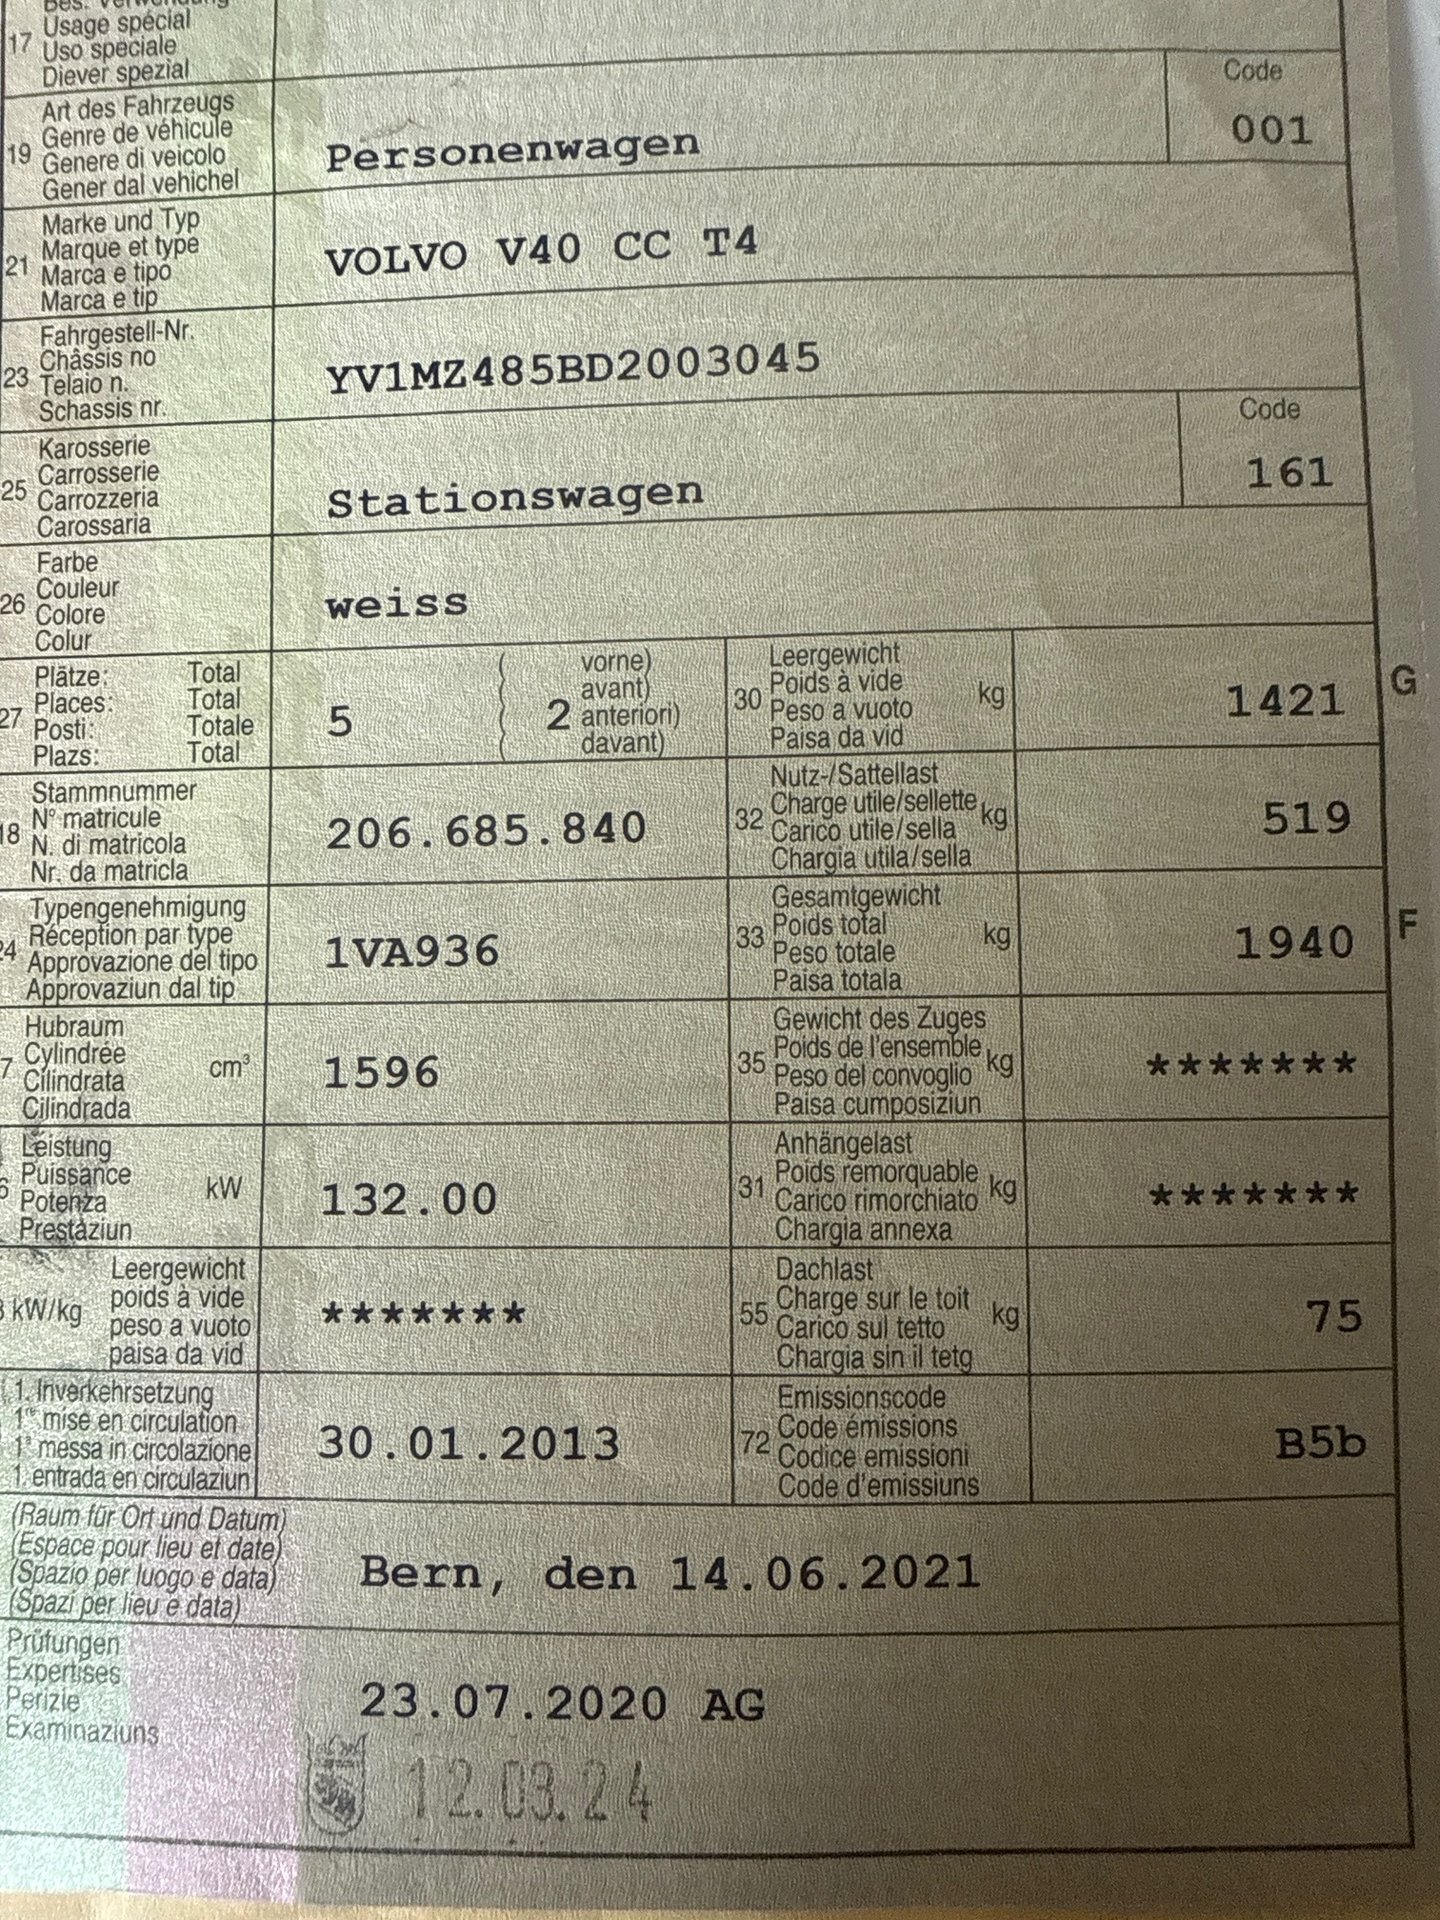 17
Bes. Verwendung
Usage spécial
Uso speciale
Diever spezial
19
Art des Fahrzeugs
Genre de véhicule
Genere di veicolo
Gener dal vehichel
Personenwagen
Code
001
21
Marke und Typ
Marque et type
Marca e tipo
Marca e tip
VOLVO V40 CC T4
23
Fahrgestell-Nr.
Châssis no
Telaio n.
Schassis nr.
YV1MZ485BD2003045
25
Karosserie
Carrosserie
Carrozzeria
Carossaria
Stationswagen
Code
161
26
Farbe
Couleur
Colore
Colur
weiss
27
Plätze: Total
Places: Total
Posti: Totale
Plazs: Total
5
( vorne)
( avant)
( 2 anteriori)
( davant)
30
Leergewicht
Poids à vide
Peso a vuoto
Paisa da vid
kg
1421
G
18
Stammnummer
N° matricule
N. di matricola
Nr. da matricla
206.685.840
32
Nutz-/Sattellast
Charge utile/sellette
Carico utile/sella
Chargia utila/sella
kg
519
24
Typengenehmigung
Réception par type
Approvazione del tipo
Approvaziun dal tip
1VA936
33
Gesamtgewicht
Poids total
Peso totale
Paisa totala
kg
1940
F
7
Hubraum
Cylindrée
Cilindrata
Cilindrada
cm³
1596
35
Gewicht des Zuges
Poids de l'ensemble
Peso del convoglio
Paisa cumposiziun
kg
*******
6
Leistung
Puissance
Potenza
Prestaziun
kW
132.00
31
Anhängelast
Poids remorquable
Carico rimorchiato
Chargia annexa
kg
*******
kW/kg
Leergewicht
poids à vide
peso a vuoto
paisa da vid
*******
55
Dachlast
Charge sur le toit
Carico sul tetto
Chargia sin il tetg
kg
75
1. Inverkehrsetzung
1re mise en circulation
1a messa in circolazione
1. entrada en circulaziun
30.01.2013
72
Emissionscode
Code émissions
Codice emissioni
Code d'emissiuns
B5b
(Raum für Ort und Datum)
(Espace pour lieu et date)
(Spazio per luogo e data)
(Spazi per lieu e data)
Bern, den 14.06.2021
Prüfungen
Expertises
Perizie
Examinaziuns
23.07.2020 AG
12.03.24